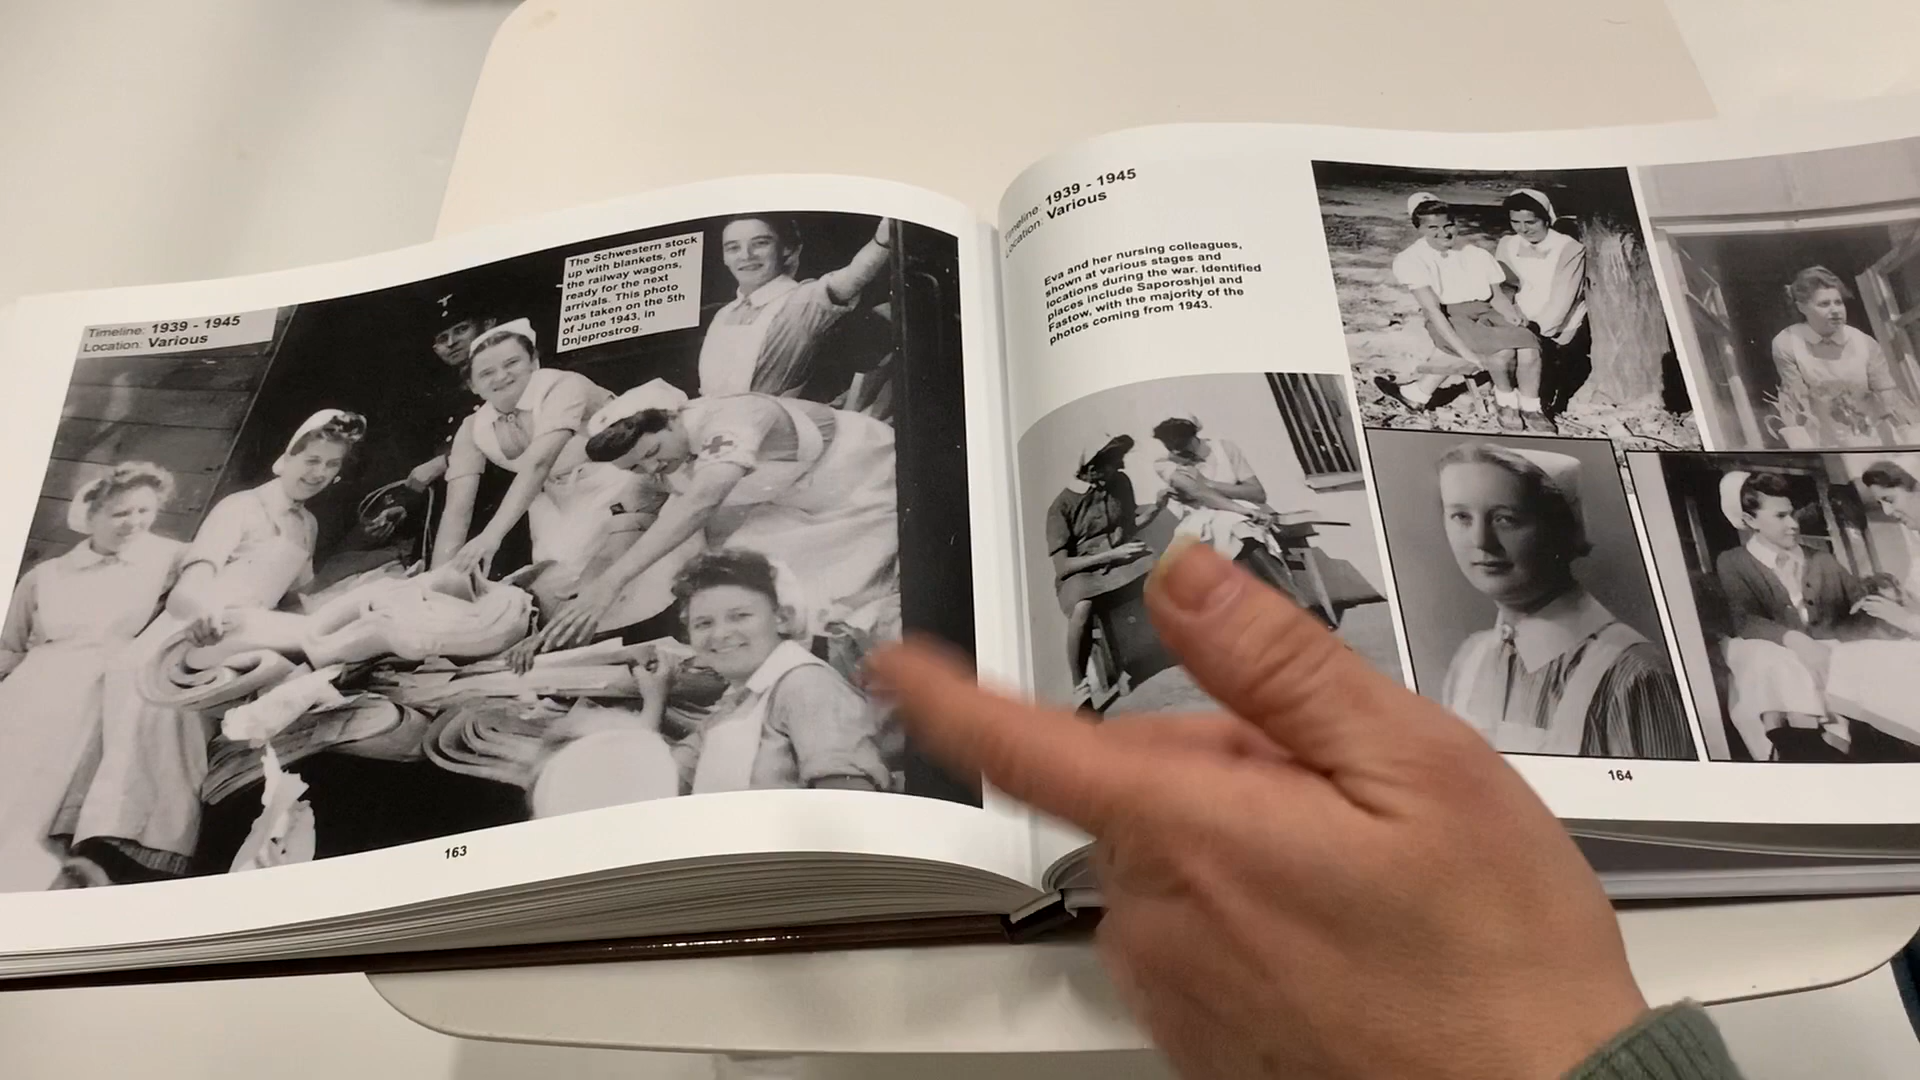 Timeline: 1939 - 1945
Location: Various
The Schwestern stock
up with blankets, off
the railway wagons,
ready for the next
arrivals. This photo
was taken on the 5th
of June 1943, in
Dnjeprostrog.
163
Timeline: 1939 - 1945
Location: Various
Eva and her nursing colleagues,
shown at various stages and
locations during the war. Identified
places include Saporoshjel and
Fastow, with the majority of the
photos coming from 1943.
164